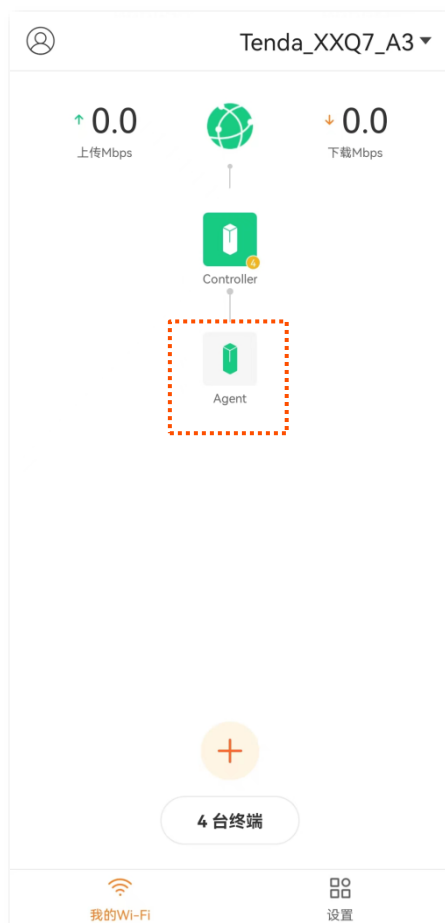 Tenda_XXQ7_A3
0.0
上传Mbps
0.0
下载Mbps
4
Controller
Agent
4 台终端
我的Wi-Fi
设置